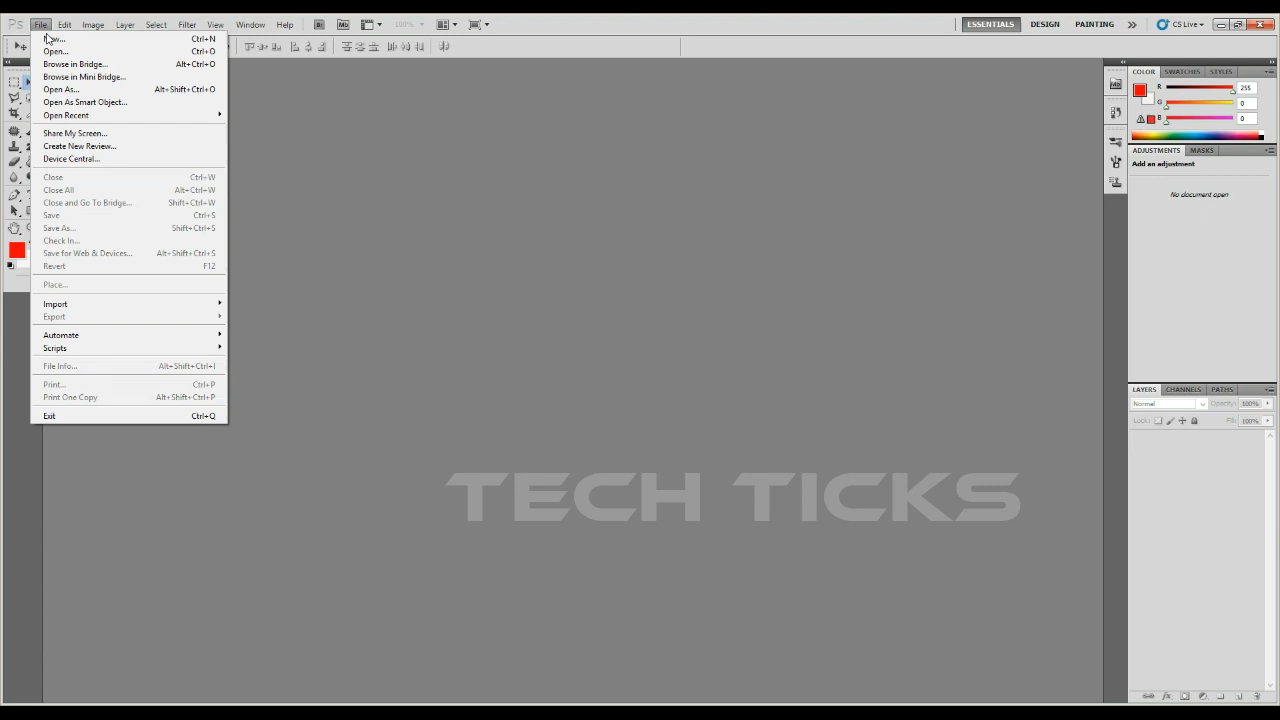 Ps File Edit Image Layer Select Filter View Window Help Br Mb 100% ESSENTIALS DESIGN PAINTING CS Live
Ctrl+N
Open... Ctrl+O
Browse in Bridge... Alt+Ctrl+O
Browse in Mini Bridge...
Open As... Alt+Shift+Ctrl+O
Open As Smart Object...
Open Recent
Share My Screen...
Create New Review...
Device Central...
Close Ctrl+W
Close All Alt+Ctrl+W
Close and Go To Bridge... Shift+Ctrl+W
Save Ctrl+S
Save As... Shift+Ctrl+S
Check In...
Save for Web & Devices... Alt+Shift+Ctrl+S
Revert F12
Place...
Import
Export
Automate
Scripts
File Info... Alt+Shift+Ctrl+I
Print... Ctrl+P
Print One Copy Alt+Shift+Ctrl+P
Exit Ctrl+Q
Mb
COLOR SWATCHES STYLES
R 255
G 0
B 0
ADJUSTMENTS MASKS
Add an adjustment
No document open
LAYERS CHANNELS PATHS
Normal Opacity: 100%
Lock: Fill: 100%
TECH TICKS